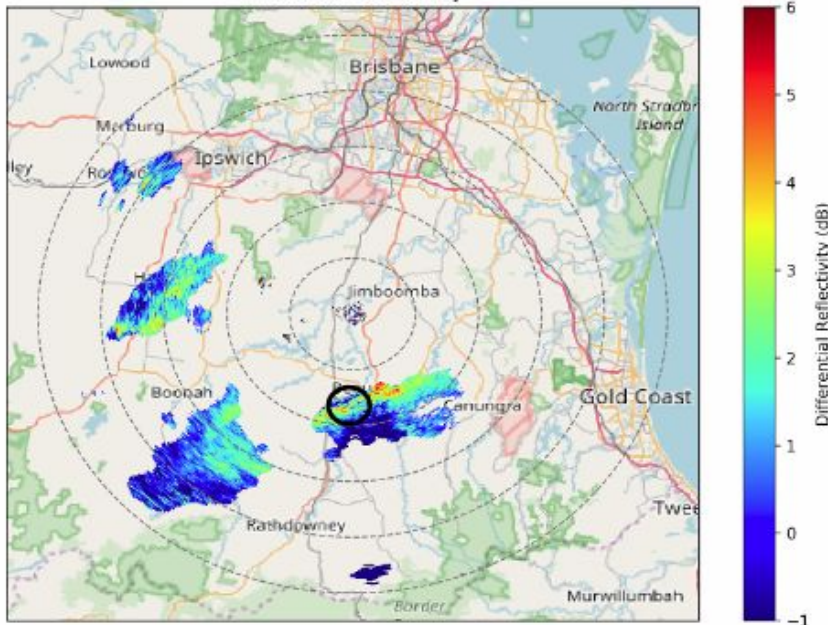 Brisbane
Lowood
North Stradbr
Island
Marburg
Ipswich
Jimboomba
Boonah
Canungra
Gold Coast
Rathdowney
Twee
Border
Murwillumbah
6
5
4
3
2
1
0
−1
Differential Reflectivity (dB)